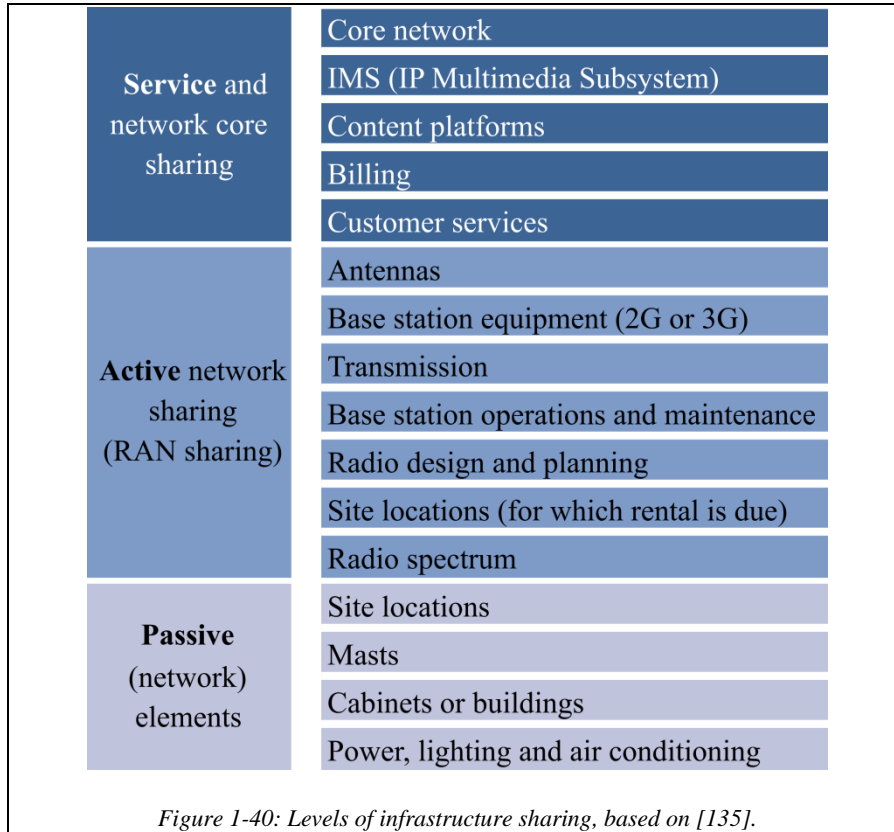 Service and
network core
sharing
Core network
IMS (IP Multimedia Subsystem)
Content platforms
Billing
Customer services
Active network
sharing
(RAN sharing)
Antennas
Base station equipment (2G or 3G)
Transmission
Base station operations and maintenance
Radio design and planning
Site locations (for which rental is due)
Radio spectrum
Passive
(network)
elements
Site locations
Masts
Cabinets or buildings
Power, lighting and air conditioning
Figure 1-40: Levels of infrastructure sharing, based on [135].